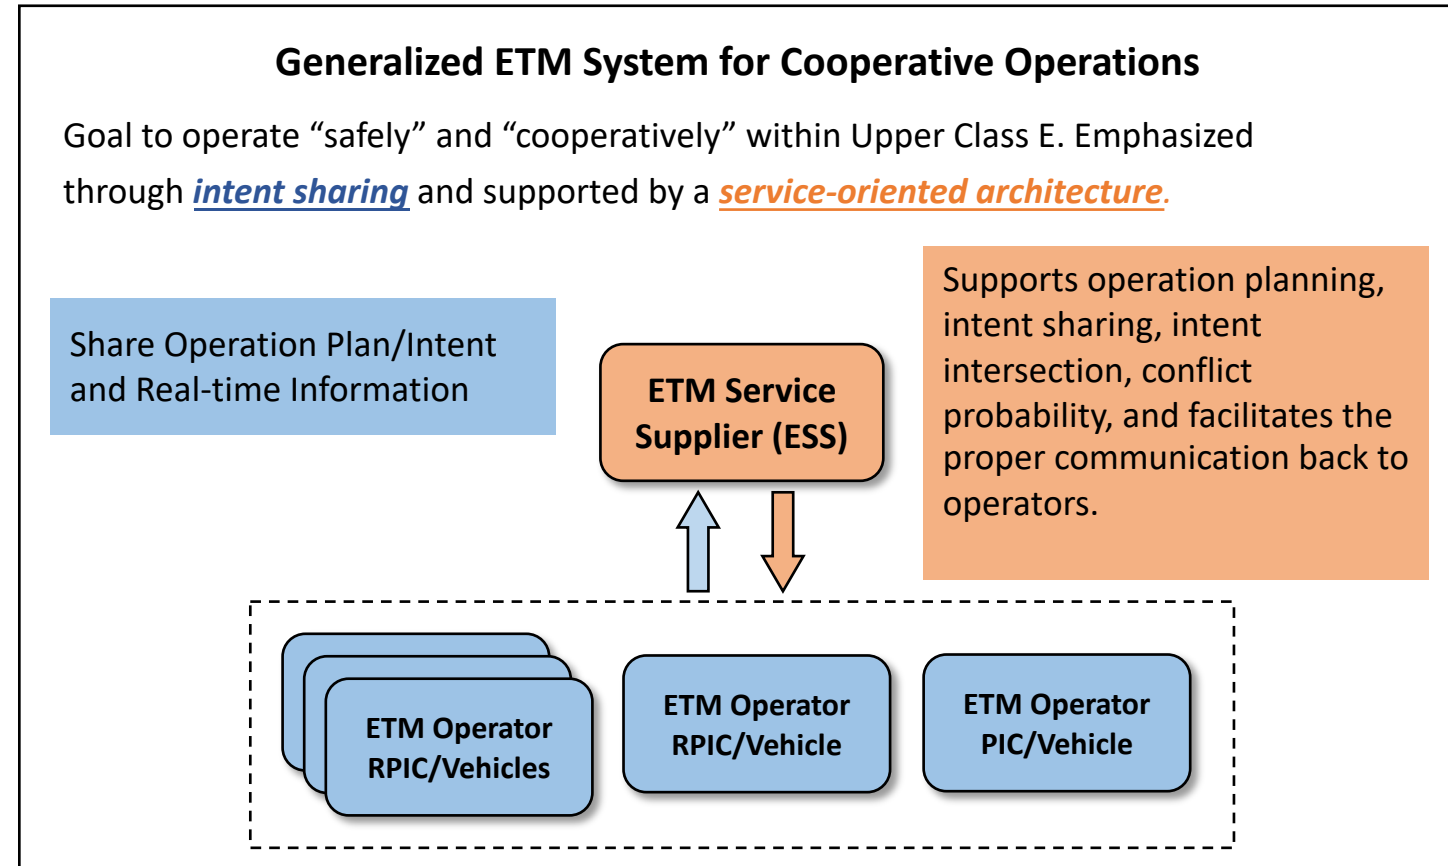 Generalized ETM System for Cooperative Operations
Goal to operate “safely” and “cooperatively” within Upper Class E. Emphasized
through intent sharing and supported by a service-oriented architecture.
Share Operation Plan/Intent
and Real-time Information
ETM Service
Supplier (ESS)
Supports operation planning,
intent sharing, intent
intersection, conflict
probability, and facilitates the
proper communication back to
operators.
ETM Operator
RPIC/Vehicles
ETM Operator
RPIC/Vehicle
ETM Operator
PIC/Vehicle